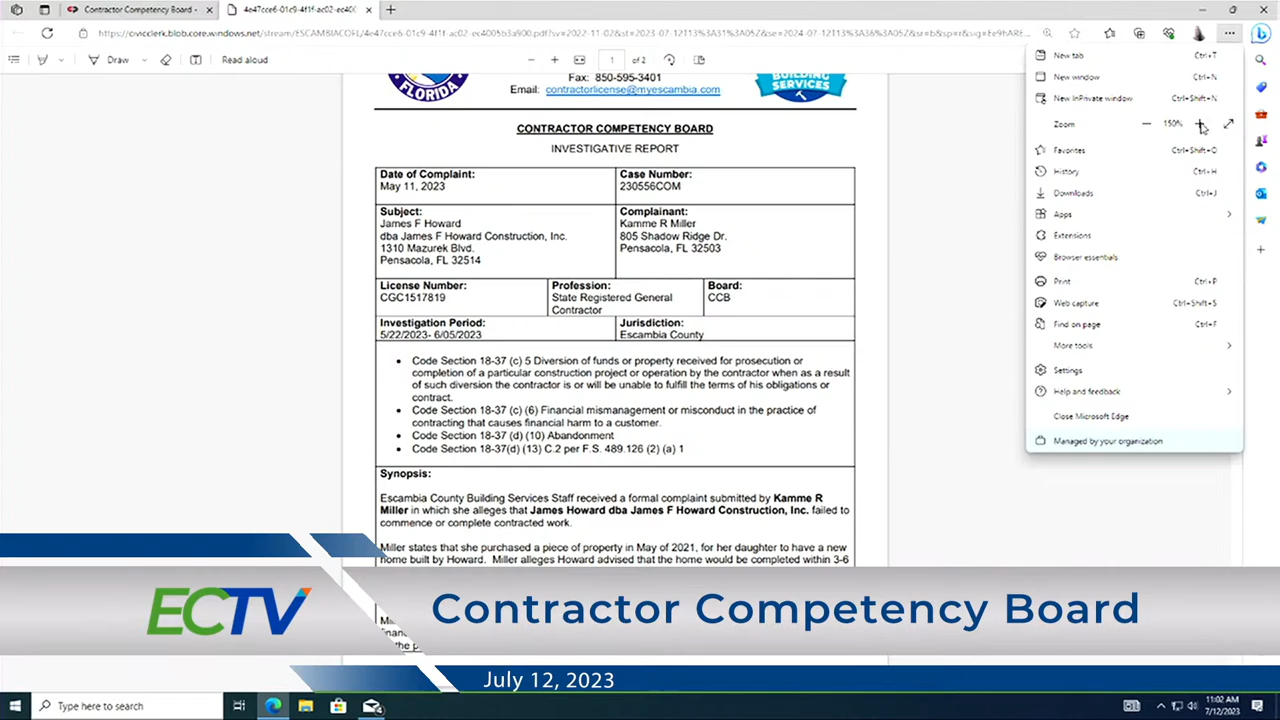 Contractor Competency Board -
4e47cce6-01c9-4f1f-ac02-ec400
Draw
Read aloud
1
of 2
New tab Ctrl+T
New window Ctrl+N
New InPrivate window Ctrl+Shift+N
Zoom 150%
Favorites Ctrl+Shift+O
History Ctrl+H
Downloads Ctrl+J
Apps
Extensions
Browser essentials
Print Ctrl+P
Web capture Ctrl+Shift+S
Find on page Ctrl+F
More tools
Settings
Help and feedback
Close Microsoft Edge
Managed by your organization
FLORIDA
Fax: 850-595-3401
Email: contractorlicense@myescambia.com
BUILDING
SERVICES
CONTRACTOR COMPETENCY BOARD
INVESTIGATIVE REPORT
Date of Complaint:
May 11, 2023
Case Number:
230556COM
Subject:
James F Howard
dba James F Howard Construction, Inc.
1310 Mazurek Blvd.
Pensacola, FL 32514
Complainant:
Kamme R Miller
805 Shadow Ridge Dr.
Pensacola, FL 32503
License Number:
CGC1517819
Profession:
State Registered General
Contractor
Board:
CCB
Investigation Period:
5/22/2023- 6/05/2023
Jurisdiction:
Escambia County
• Code Section 18-37 (c) 5 Diversion of funds or property received for prosecution or
completion of a particular construction project or operation by the contractor when as a result
of such diversion the contractor is or will be unable to fulfill the terms of his obligations or
contract.
• Code Section 18-37 (c) (6) Financial mismanagement or misconduct in the practice of
contracting that causes financial harm to a customer.
• Code Section 18-37 (d) (10) Abandonment
• Code Section 18-37(d) (13) C.2 per F.S. 489.126 (2) (a) 1
Synopsis:
Escambia County Building Services Staff received a formal complaint submitted by Kamme R
Miller in which she alleges that James Howard dba James F Howard Construction, Inc. failed to
commence or complete contracted work.
Miller states that she purchased a piece of property in May of 2021, for her daughter to have a new
home built by Howard. Miller alleges Howard advised that the home would be completed within 3-6
ECTV
Contractor Competency Board
July 12, 2023
Type here to search
11:02 AM
7/12/2023